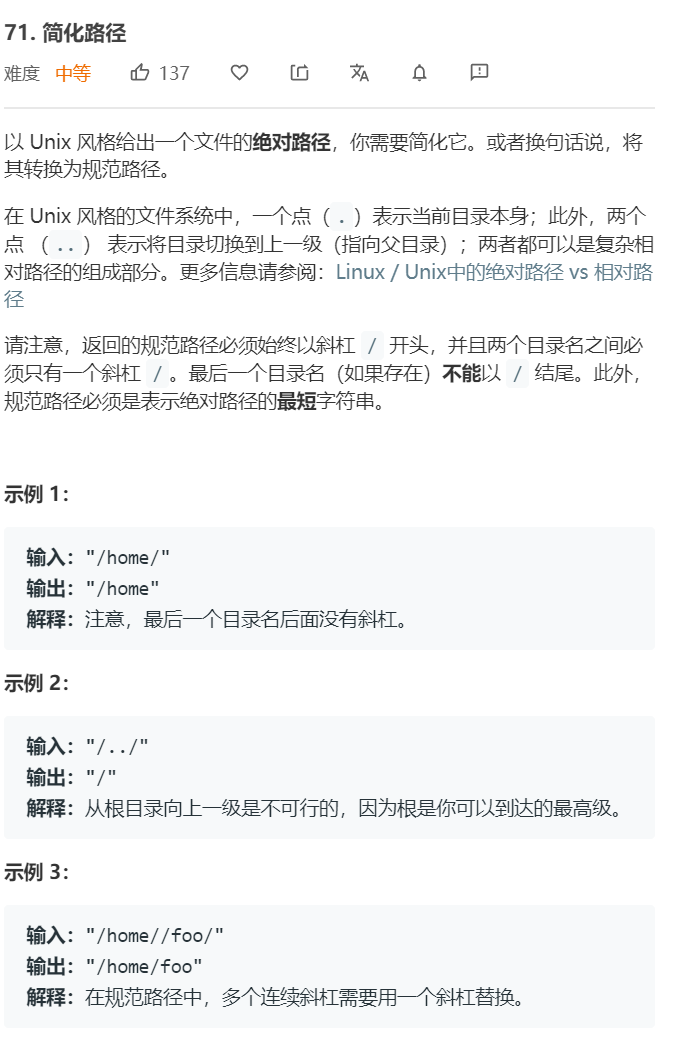 71. 简化路径
难度 中等 137
以 Unix 风格给出一个文件的绝对路径，你需要简化它。或者换句话说，将
其转换为规范路径。
在 Unix 风格的文件系统中，一个点（.）表示当前目录本身；此外，两个
点 （..） 表示将目录切换到上一级（指向父目录）；两者都可以是复杂相
对路径的组成部分。更多信息请参阅：Linux / Unix中的绝对路径 vs 相对路
径
请注意，返回的规范路径必须始终以斜杠 / 开头，并且两个目录名之间必
须只有一个斜杠 / 。最后一个目录名（如果存在）不能以 / 结尾。此外，
规范路径必须是表示绝对路径的最短字符串。
示例 1：
输入："/home/"
输出："/home"
解释：注意，最后一个目录名后面没有斜杠。
示例 2：
输入："/../"
输出："/"
解释：从根目录向上一级是不可行的，因为根是你可以到达的最高级。
示例 3：
输入："/home//foo/"
输出："/home/foo"
解释：在规范路径中，多个连续斜杠需要用一个斜杠替换。